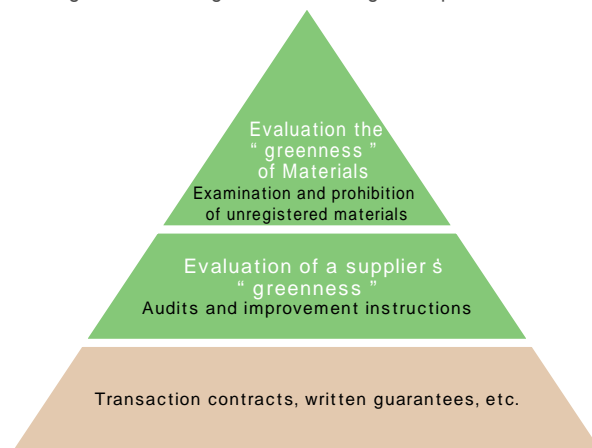 Evaluation the
“ greenness ”
of Materials
Examination and prohibition
of unregistered materials
Evaluation of a supplier's
“ greenness ”
Audits and improvement instructions
Transaction contracts, written guarantees, etc.